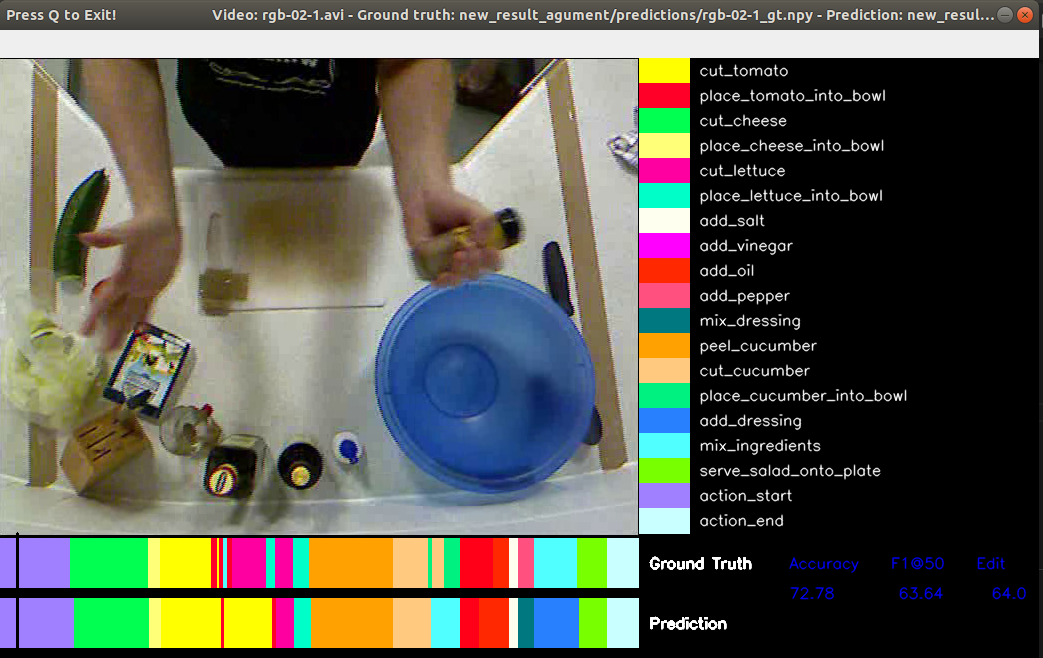 Press Q to Exit! Video: rgb-02-1.avi - Ground truth: new_result_agument/predictions/rgb-02-1_gt.npy - Prediction: new_resul...
cut_tomato
place_tomato_into_bowl
cut_cheese
place_cheese_into_bowl
cut_lettuce
place_lettuce_into_bowl
add_salt
add_vinegar
add_oil
add_pepper
mix_dressing
peel_cucumber
cut_cucumber
place_cucumber_into_bowl
add_dressing
mix_ingredients
serve_salad_onto_plate
action_start
action_end
Ground Truth Accuracy F1@50 Edit
72.78 63.64 64.0
Prediction